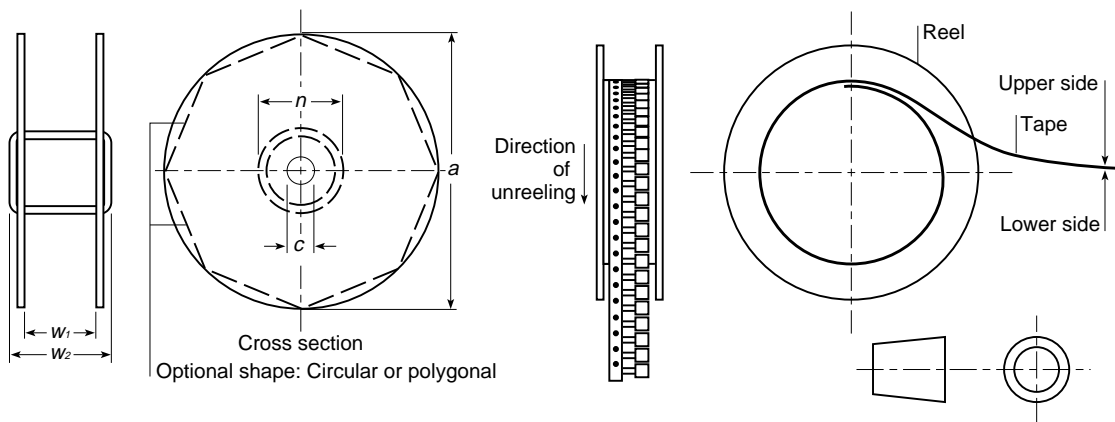 w₁
w₂
n
a
c
Cross section
Optional shape: Circular or polygonal
Direction
of
unreeling
Reel
Upper side
Tape
Lower side